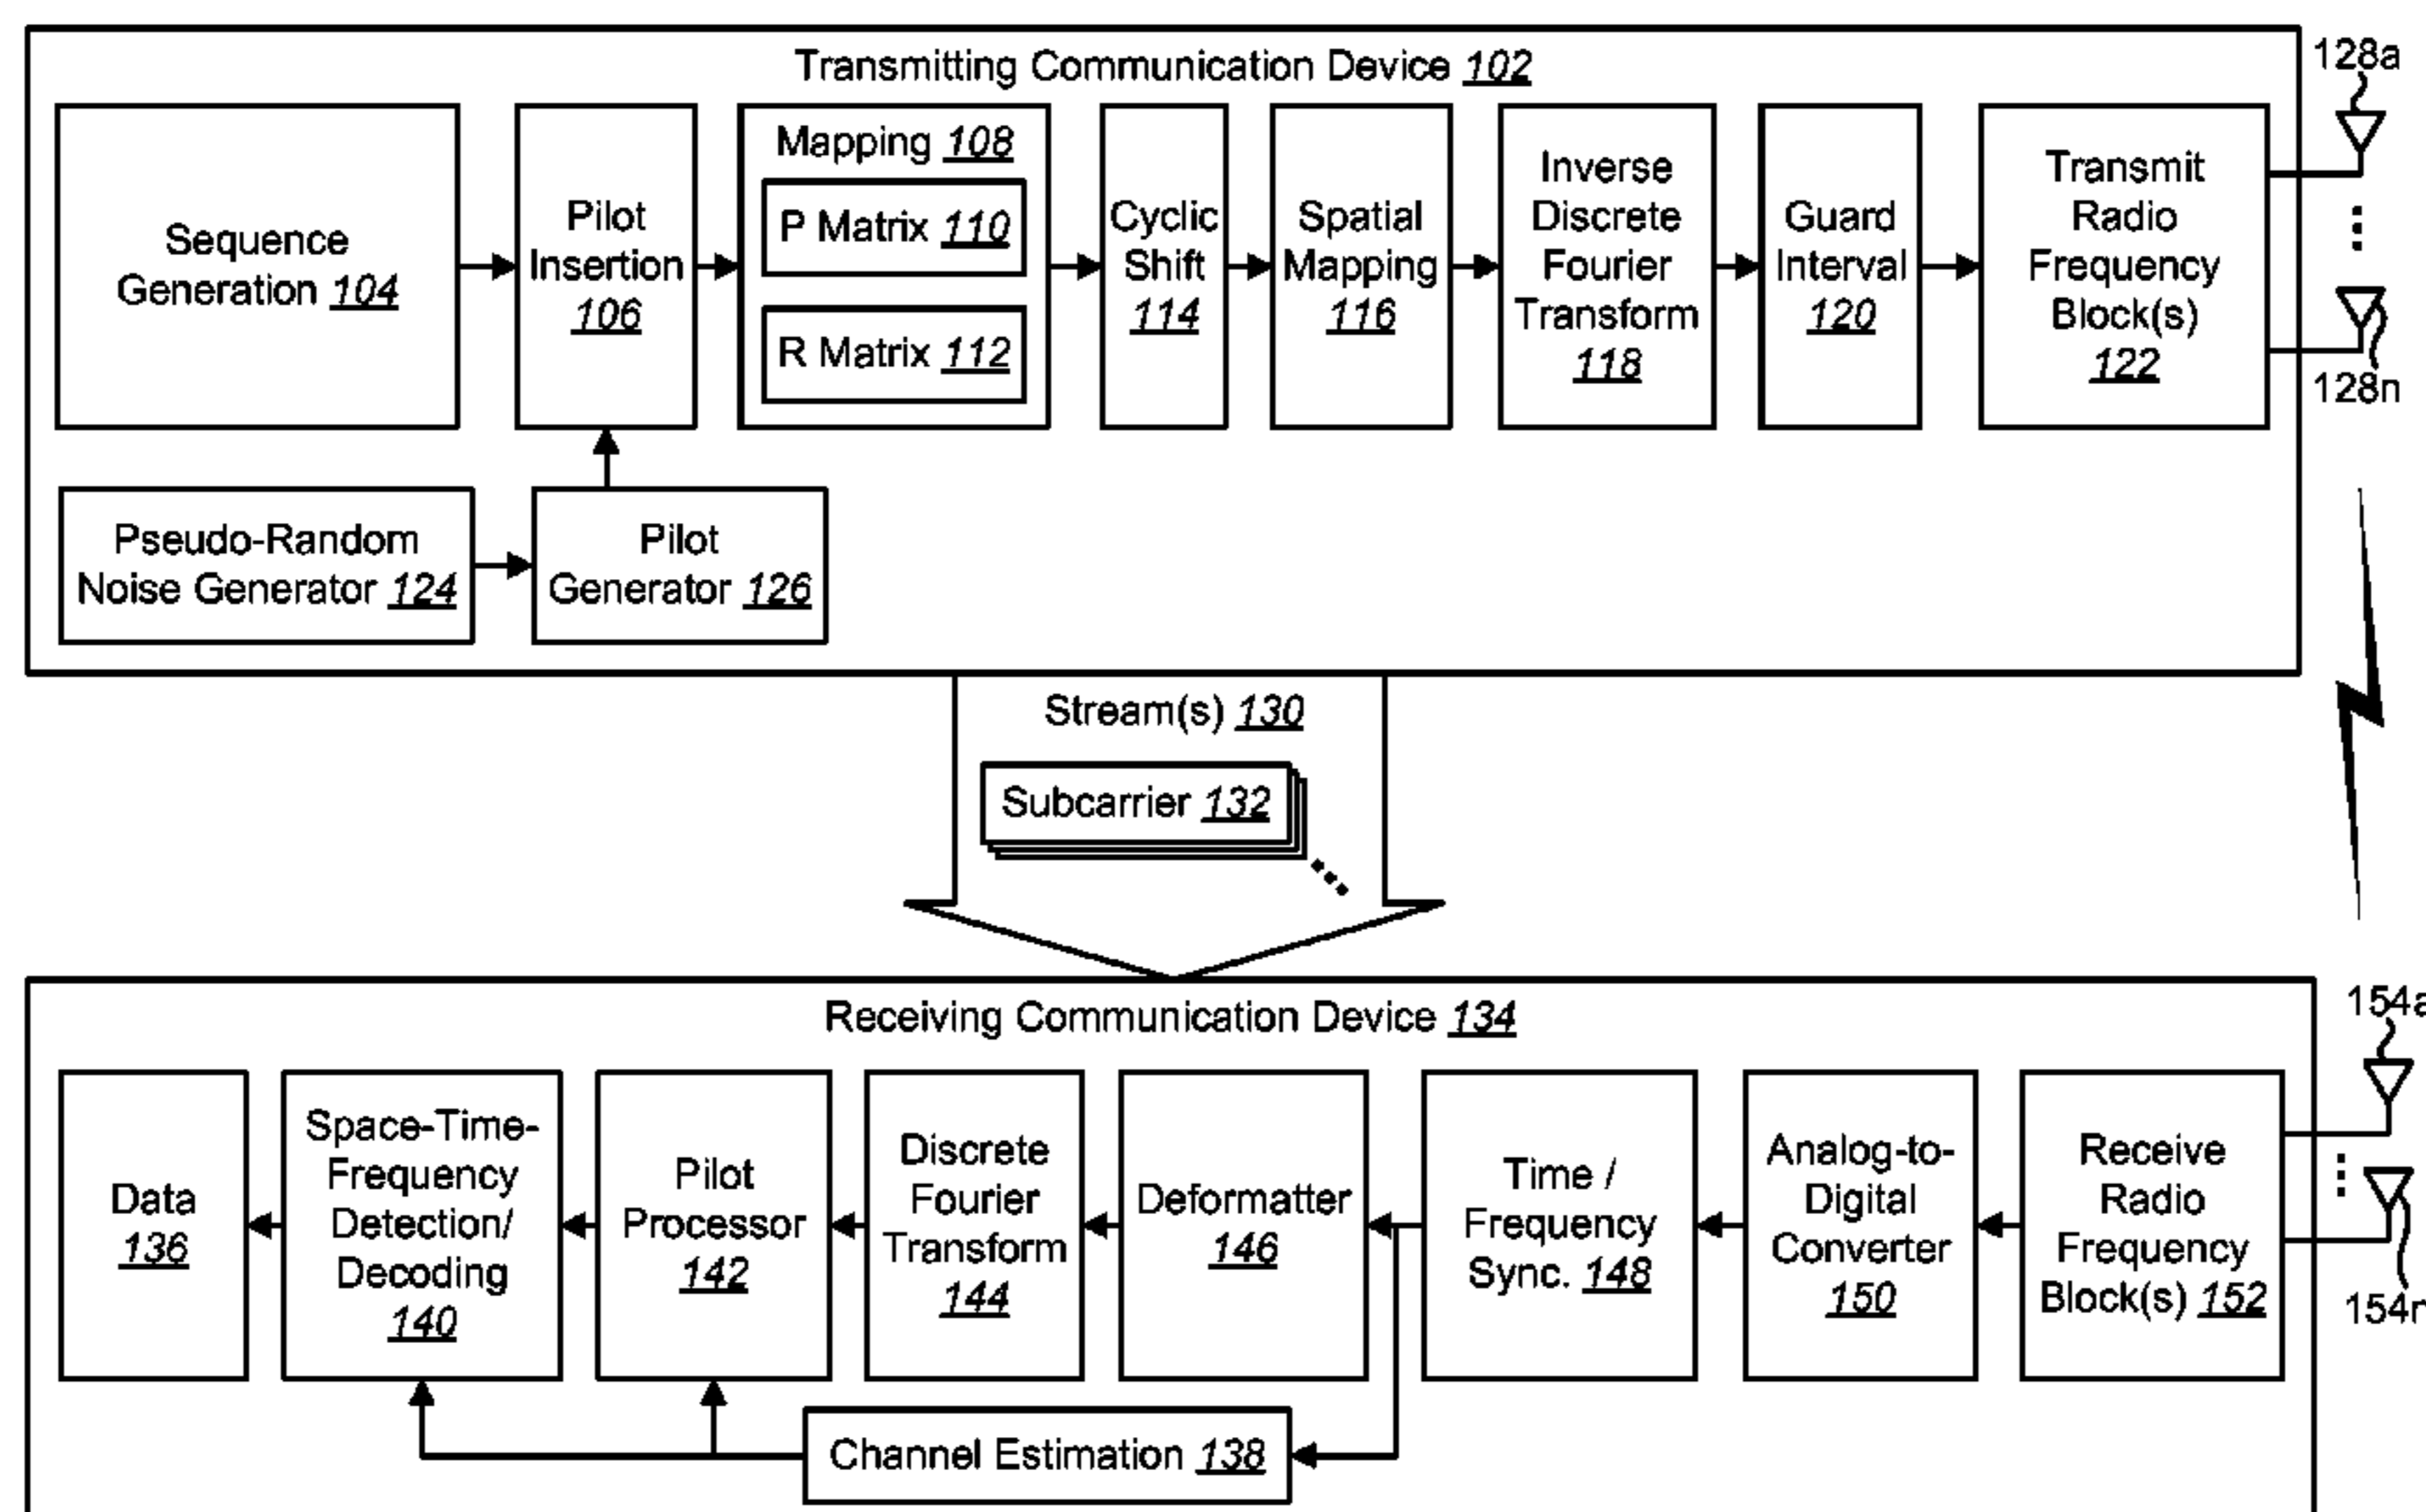 Transmitting Communication Device 102
128a
Sequence
Generation 104
Pilot
Insertion
106
Mapping 108
P Matrix 110
R Matrix 112
Cyclic
Shift
114
Spatial
Mapping
116
Inverse
Discrete
Fourier
Transform
118
Guard
Interval
120
Transmit
Radio
Frequency
Block(s)
122
128n
Pseudo-Random
Noise Generator 124
Pilot
Generator 126
Stream(s) 130
Subcarrier 132
Receiving Communication Device 134
154a
Data
136
Space-Time-
Frequency
Detection/
Decoding
140
Pilot
Processor
142
Discrete
Fourier
Transform
144
Deformatter
146
Time /
Frequency
Sync. 148
Analog-to-
Digital
Converter
150
Receive
Radio
Frequency
Block(s) 152
154n
Channel Estimation 138